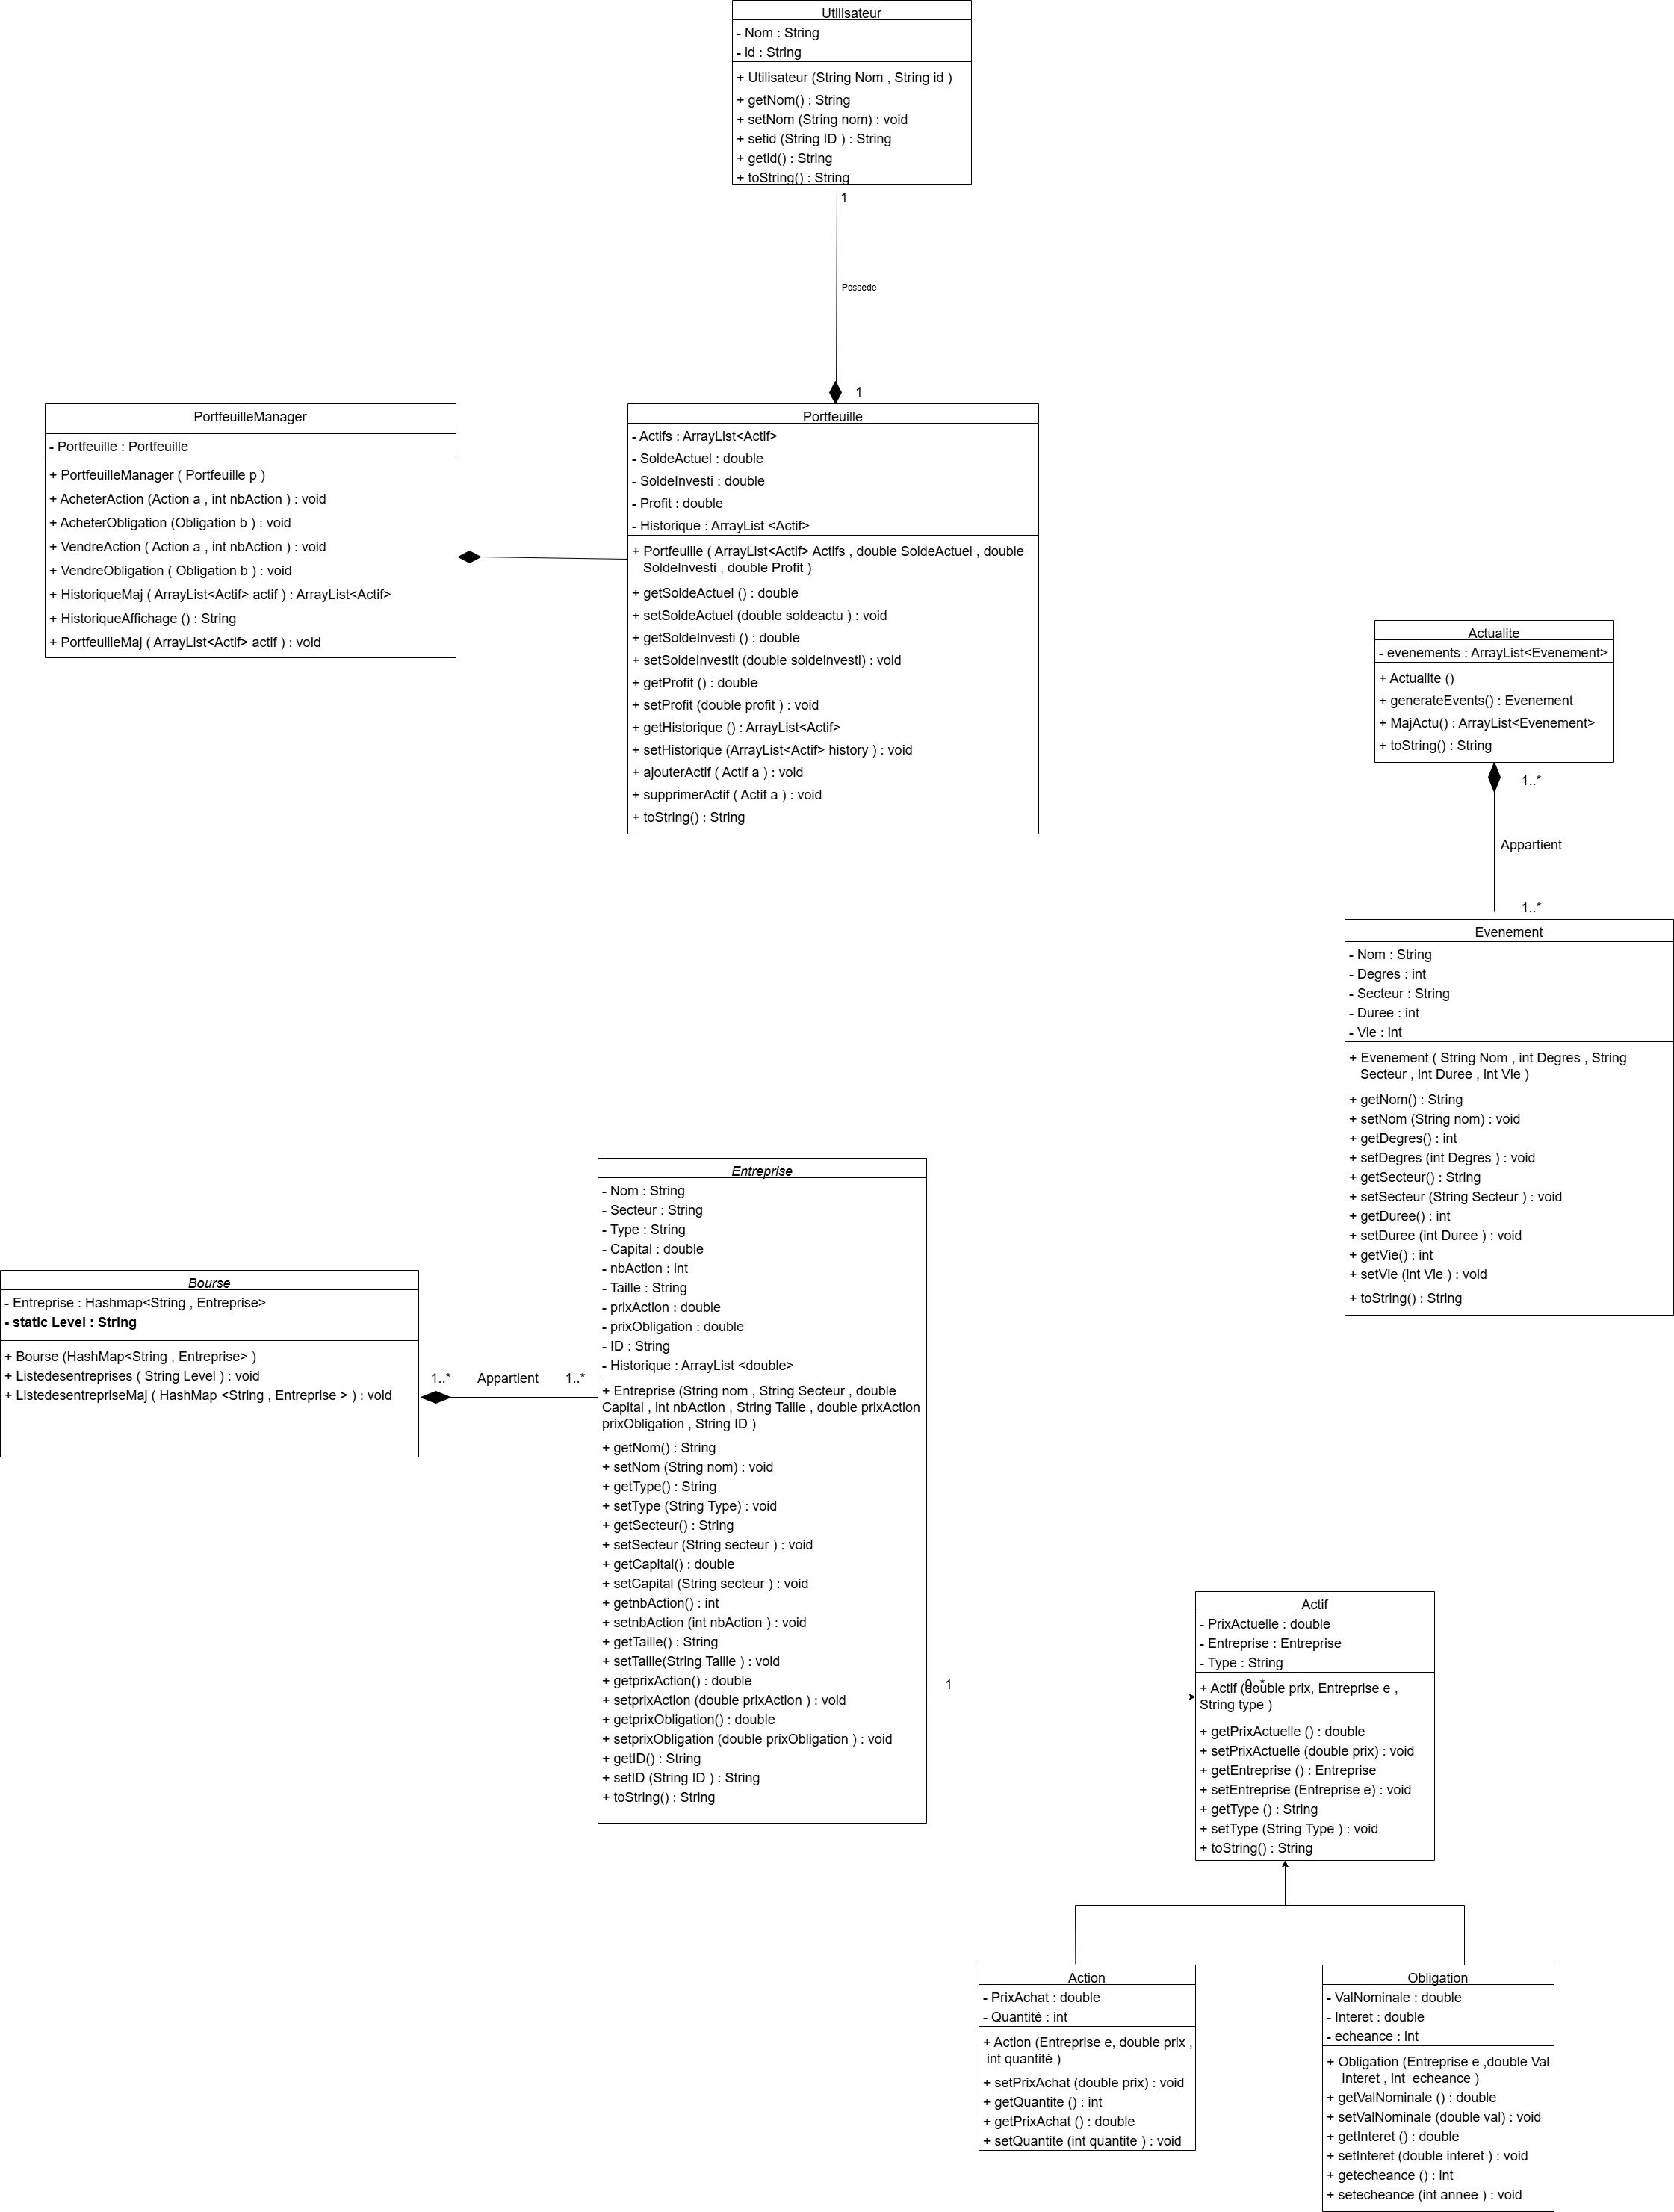 Utilisateur
- Nom : String
- id : String
+ Utilisateur (String Nom , String id )
+ getNom() : String
+ setNom (String nom) : void
+ setid (String ID ) : String
+ getid() : String
+ toString() : String
1
Possede
1
PortfeuilleManager
- Portfeuille : Portfeuille
+ PortfeuilleManager ( Portfeuille p )
+ AcheterAction (Action a , int nbAction ) : void
+ AcheterObligation (Obligation b ) : void
+ VendreAction ( Action a , int nbAction ) : void
+ VendreObligation ( Obligation b ) : void
+ HistoriqueMaj ( ArrayList<Actif> actif ) : ArrayList<Actif>
+ HistoriqueAffichage () : String
+ PortfeuilleMaj ( ArrayList<Actif> actif ) : void
Portfeuille
- Actifs : ArrayList<Actif>
- SoldeActuel : double
- SoldeInvesti : double
- Profit : double
- Historique : ArrayList <Actif>
+ Portfeuille ( ArrayList<Actif> Actifs , double SoldeActuel , double
SoldeInvesti , double Profit )
+ getSoldeActuel () : double
+ setSoldeActuel (double soldeactu ) : void
+ getSoldeInvesti () : double
+ setSoldeInvestit (double soldeinvesti) : void
+ getProfit () : double
+ setProfit (double profit ) : void
+ getHistorique () : ArrayList<Actif>
+ setHistorique (ArrayList<Actif> history ) : void
+ ajouterActif ( Actif a ) : void
+ supprimerActif ( Actif a ) : void
+ toString() : String
Actualite
- evenements : ArrayList<Evenement>
+ Actualite ()
+ generateEvents() : Evenement
+ MajActu() : ArrayList<Evenement>
+ toString() : String
1..*
Appartient
1..*
Evenement
- Nom : String
- Degres : int
- Secteur : String
- Duree : int
- Vie : int
+ Evenement ( String Nom , int Degres , String
Secteur , int Duree , int Vie )
+ getNom() : String
+ setNom (String nom) : void
+ getDegres() : int
+ setDegres (int Degres ) : void
+ getSecteur() : String
+ setSecteur (String Secteur ) : void
+ getDuree() : int
+ setDuree (int Duree ) : void
+ getVie() : int
+ setVie (int Vie ) : void
+ toString() : String
Bourse
- Entreprise : Hashmap<String , Entreprise>
- static Level : String
+ Bourse (HashMap<String , Entreprise> )
+ Listedesentreprises ( String Level ) : void
+ ListedesentrepriseMaj ( HashMap <String , Entreprise > ) : void
1..*
Appartient
1..*
Entreprise
- Nom : String
- Secteur : String
- Type : String
- Capital : double
- nbAction : int
- Taille : String
- prixAction : double
- prixObligation : double
- ID : String
- Historique : ArrayList <double>
+ Entreprise (String nom , String Secteur , double
Capital , int nbAction , String Taille , double prixAction
prixObligation , String ID )
+ getNom() : String
+ setNom (String nom) : void
+ getType() : String
+ setType (String Type) : void
+ getSecteur() : String
+ setSecteur (String secteur ) : void
+ getCapital() : double
+ setCapital (String secteur ) : void
+ getnbAction() : int
+ setnbAction (int nbAction ) : void
+ getTaille() : String
+ setTaille(String Taille ) : void
+ getprixAction() : double
+ setprixAction (double prixAction ) : void
+ getprixObligation() : double
+ setprixObligation (double prixObligation ) : void
+ getID() : String
+ setID (String ID ) : String
+ toString() : String
1
0..*
Actif
- PrixActuelle : double
- Entreprise : Entreprise
- Type : String
+ Actif (double prix, Entreprise e ,
String type )
+ getPrixActuelle () : double
+ setPrixActuelle (double prix) : void
+ getEntreprise () : Entreprise
+ setEntreprise (Entreprise e) : void
+ getType () : String
+ setType (String Type ) : void
+ toString() : String
Action
- PrixAchat : double
- Quantité : int
+ Action (Entreprise e, double prix ,
int quantité )
+ setPrixAchat (double prix) : void
+ getQuantite () : int
+ getPrixAchat () : double
+ setQuantite (int quantite ) : void
Obligation
- ValNominale : double
- Interet : double
- echeance : int
+ Obligation (Entreprise e ,double Val
Interet , int echeance )
+ getValNominale () : double
+ setValNominale (double val) : void
+ getInteret () : double
+ setInteret (double interet ) : void
+ getecheance () : int
+ setecheance (int annee ) : void